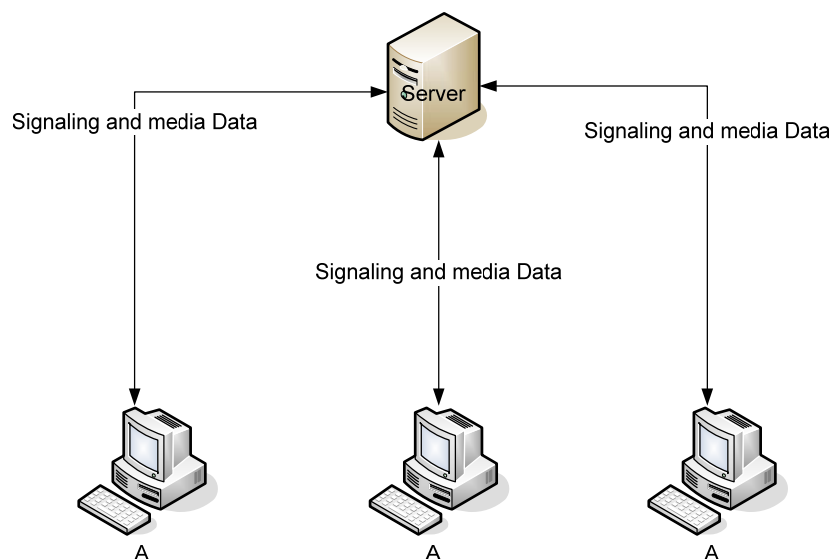 Server
Signaling and media Data
Signaling and media Data
Signaling and media Data
A
A
A